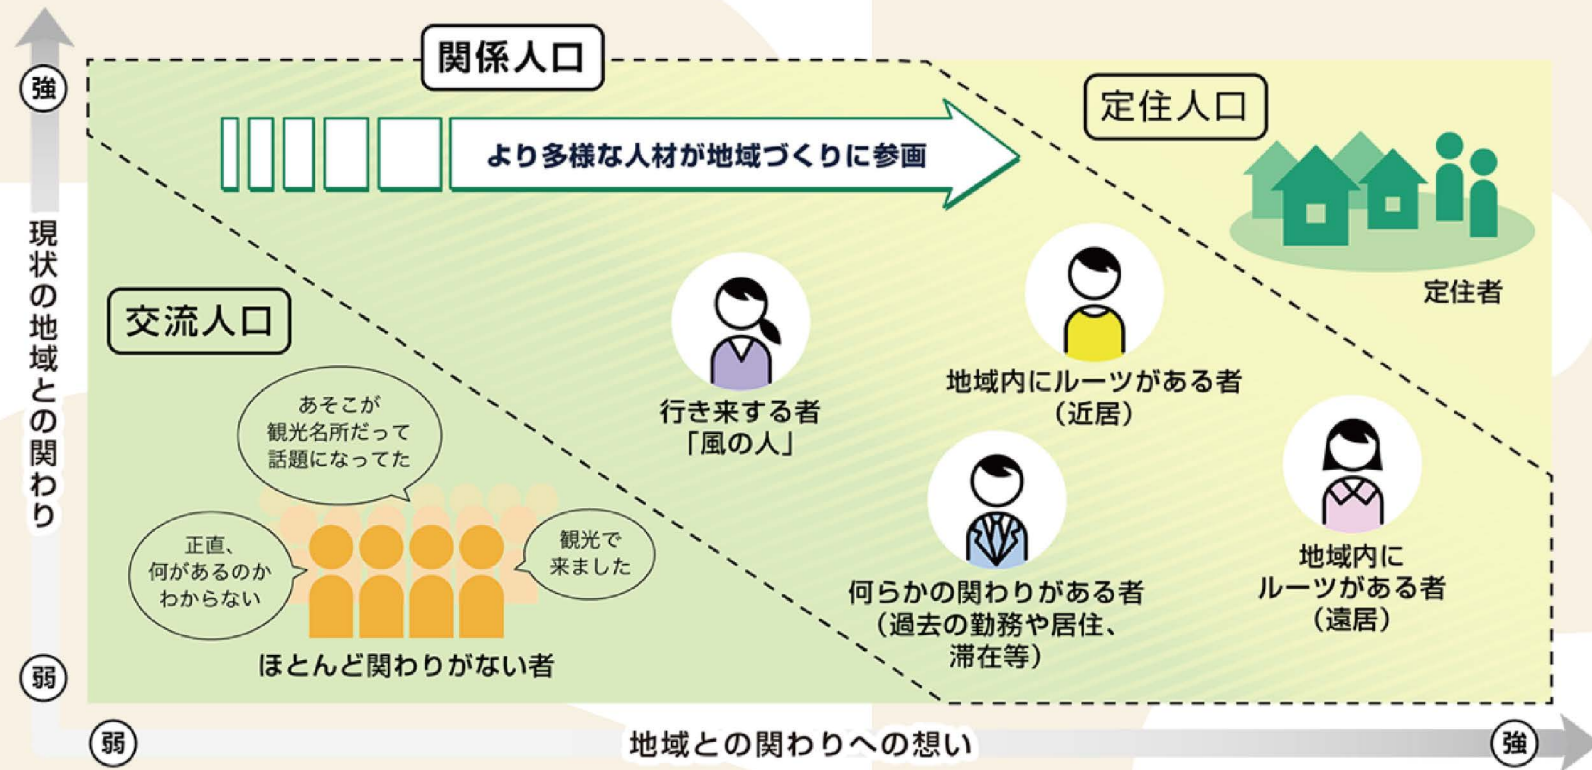 強
現状の地域との関わり
弱
弱
地域との関わりへの想い
強
関係人口
より多様な人材が地域づくりに参画
定住人口
定住者
交流人口
あそこが
観光名所だって
話題になってた
正直、
何があるのか
わからない
観光で
来ました
ほとんど関わりがない者
行き来する者
「風の人」
地域内にルーツがある者
（近居）
何らかの関わりがある者
（過去の勤務や居住、
滞在等）
地域内に
ルーツがある者
（遠居）